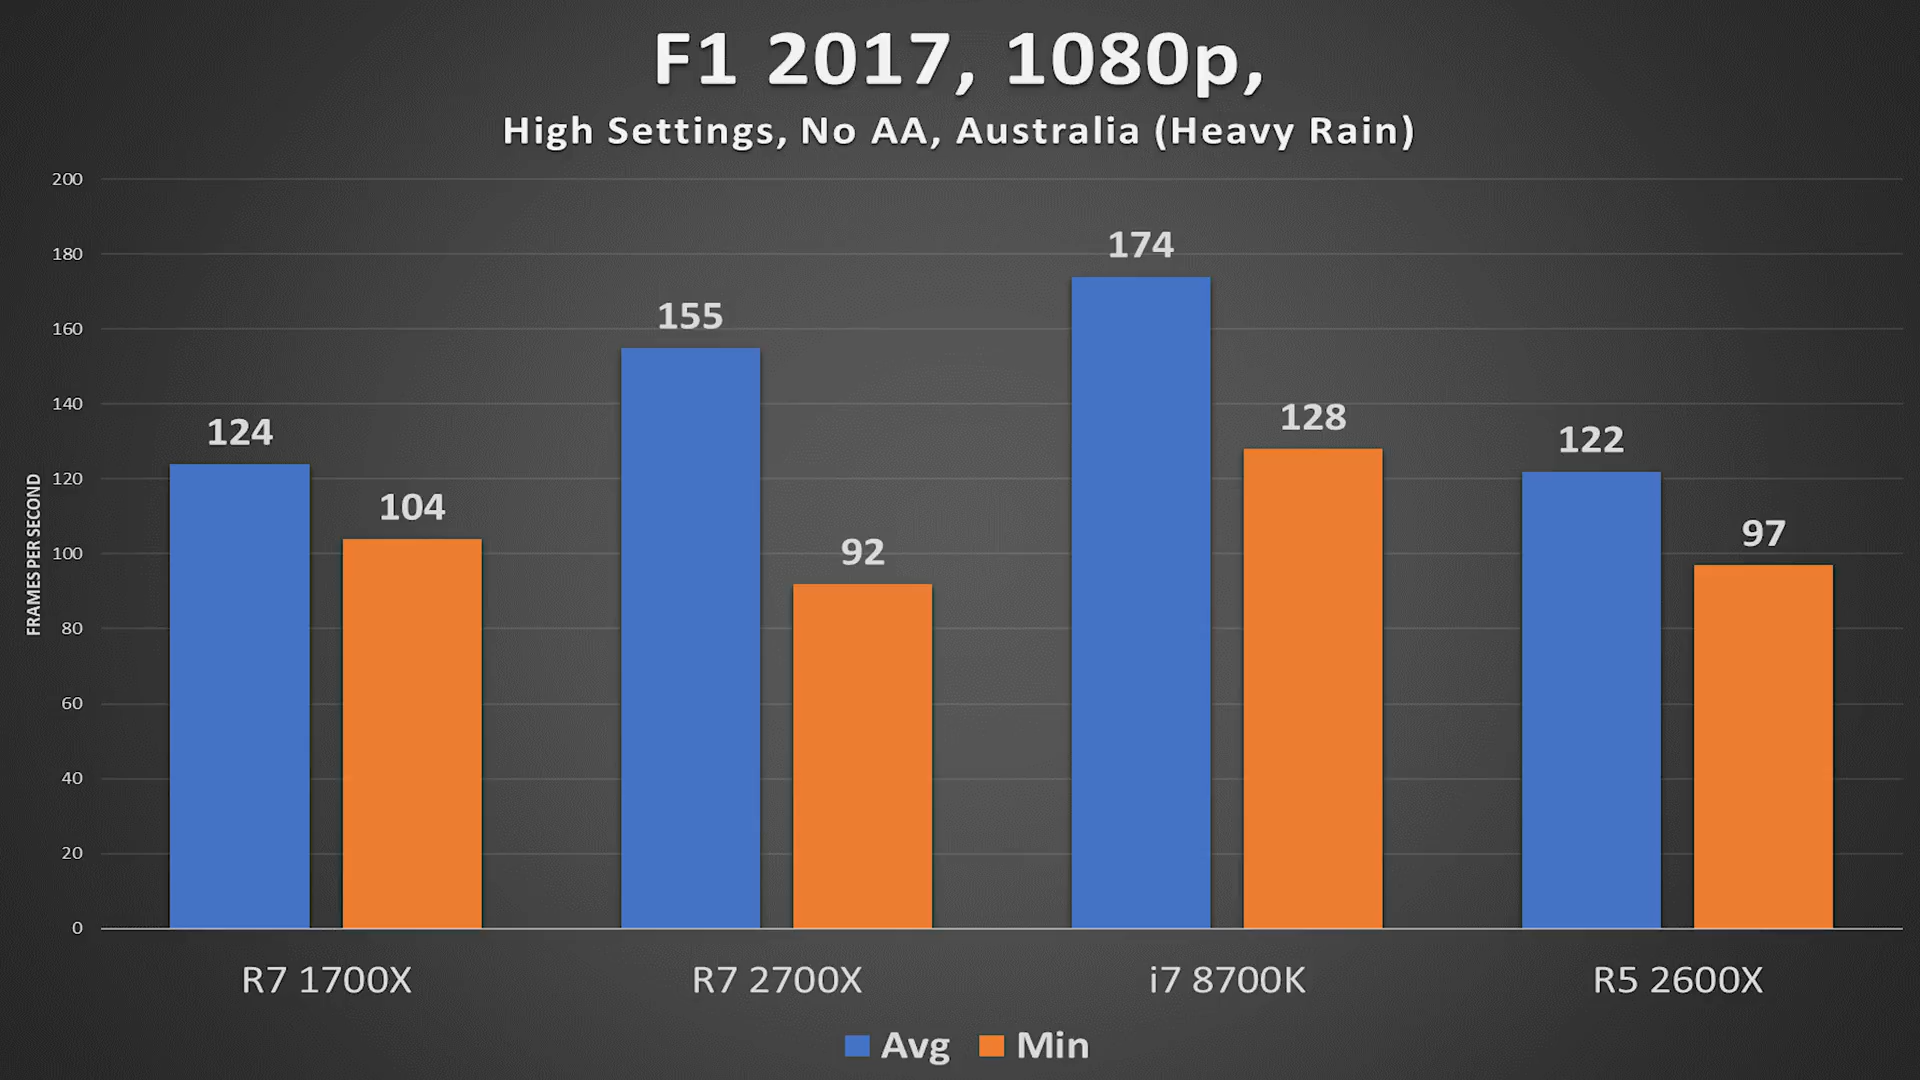 F1 2017, 1080p,
High Settings, No AA, Australia (Heavy Rain)
FRAMES PER SECOND
200
180
160
140
120
100
80
60
40
20
0
124
104
155
92
174
128
122
97
R7 1700X
R7 2700X
i7 8700K
R5 2600X
Avg
Min